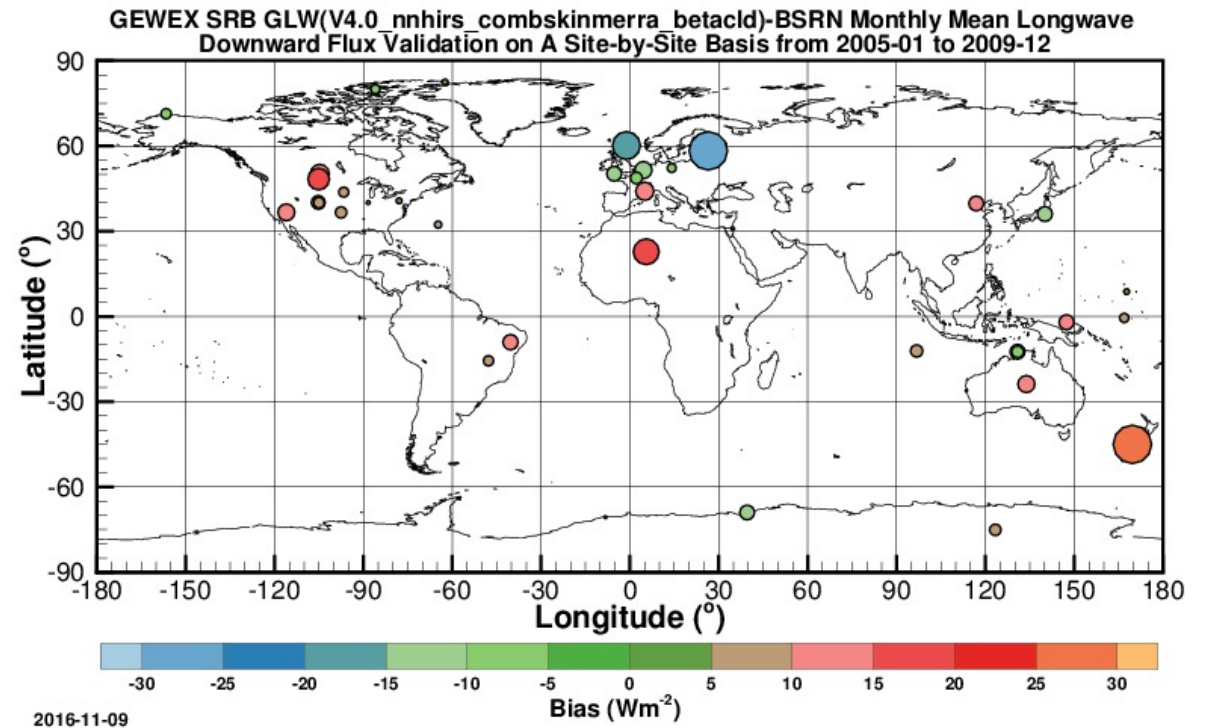 GEWEX SRB GLW(V4.0_nnhirs_combskinmerra_betacld)-BSRN Monthly Mean Longwave
Downward Flux Validation on A Site-by-Site Basis from 2005-01 to 2009-12
90
60
30
0
-30
-60
-90
Latitude (°)
-180 -150 -120 -90 -60 -30 0 30 60 90 120 150 180
Longitude (°)
-30 -25 -20 -15 -10 -5 0 5 10 15 20 25 30
Bias (Wm⁻²)
2016-11-09